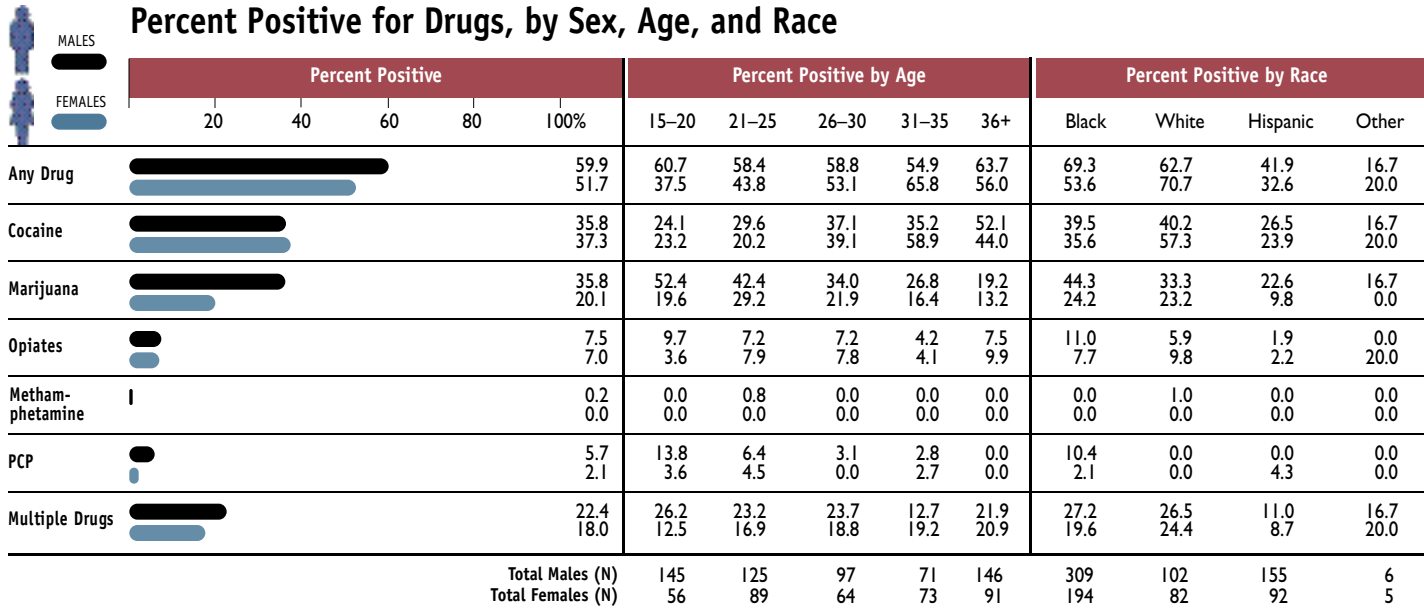 Percent Positive for Drugs, by Sex, Age, and Race
MALES
FEMALES
Percent Positive Percent Positive by Age Percent Positive by Race
20 40 60 80 100% 15–20 21–25 26–30 31–35 36+ Black White Hispanic Other
Any Drug 59.9 60.7 58.4 58.8 54.9 63.7 69.3 62.7 41.9 16.7
51.7 37.5 43.8 53.1 65.8 56.0 53.6 70.7 32.6 20.0
Cocaine 35.8 24.1 29.6 37.1 35.2 52.1 39.5 40.2 26.5 16.7
37.3 23.2 20.2 39.1 58.9 44.0 35.6 57.3 23.9 20.0
Marijuana 35.8 52.4 42.4 34.0 26.8 19.2 44.3 33.3 22.6 16.7
20.1 19.6 29.2 21.9 16.4 13.2 24.2 23.2 9.8 0.0
Opiates 7.5 9.7 7.2 7.2 4.2 7.5 11.0 5.9 1.9 0.0
7.0 3.6 7.9 7.8 4.1 9.9 7.7 9.8 2.2 20.0
Metham- 0.2 0.0 0.8 0.0 0.0 0.0 0.0 1.0 0.0 0.0
phetamine 0.0 0.0 0.0 0.0 0.0 0.0 0.0 0.0 0.0 0.0
PCP 5.7 13.8 6.4 3.1 2.8 0.0 10.4 0.0 0.0 0.0
2.1 3.6 4.5 0.0 2.7 0.0 2.1 0.0 4.3 0.0
Multiple Drugs 22.4 26.2 23.2 23.7 12.7 21.9 27.2 26.5 11.0 16.7
18.0 12.5 16.9 18.8 19.2 20.9 19.6 24.4 8.7 20.0
Total Males (N) 145 125 97 71 146 309 102 155 6
Total Females (N) 56 89 64 73 91 194 82 92 5